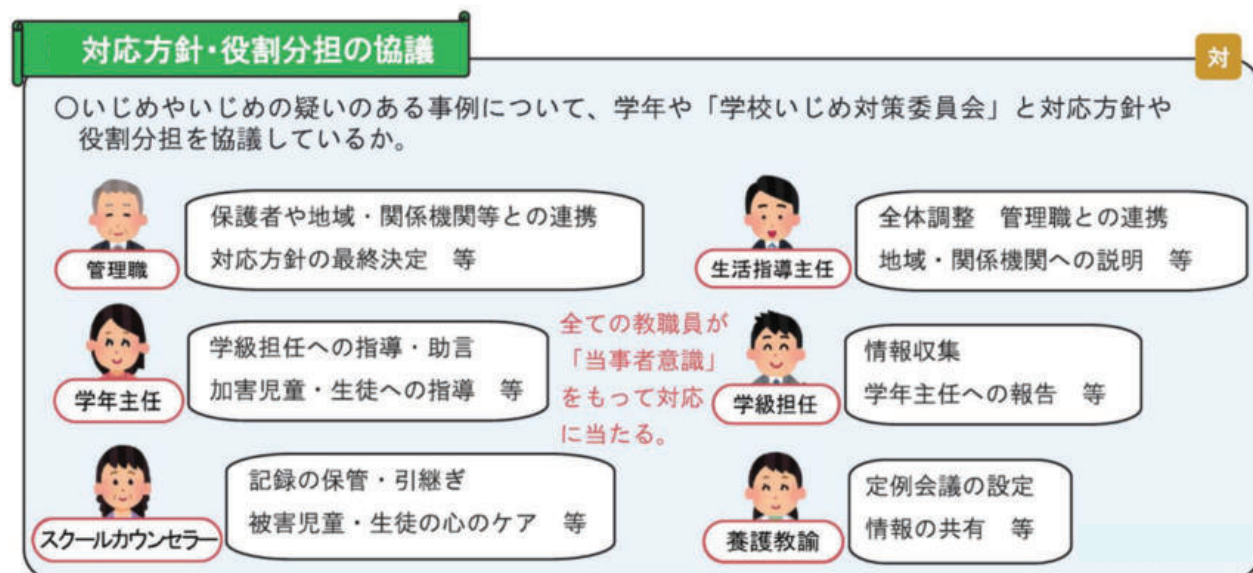 対応方針・役割分担の協議
対
○いじめやいじめの疑いのある事例について、学年や「学校いじめ対策委員会」と対応方針や
役割分担を協議しているか。
保護者や地域・関係機関等との連携
対応方針の最終決定　等
管理職
全体調整　管理職との連携
地域・関係機関への説明　等
生活指導主任
学級担任への指導・助言
加害児童・生徒への指導　等
学年主任
全ての教職員が
「当事者意識」
をもって対応
に当たる。
情報収集
学年主任への報告　等
学級担任
記録の保管・引継ぎ
被害児童・生徒の心のケア　等
スクールカウンセラー
定例会議の設定
情報の共有　等
養護教諭